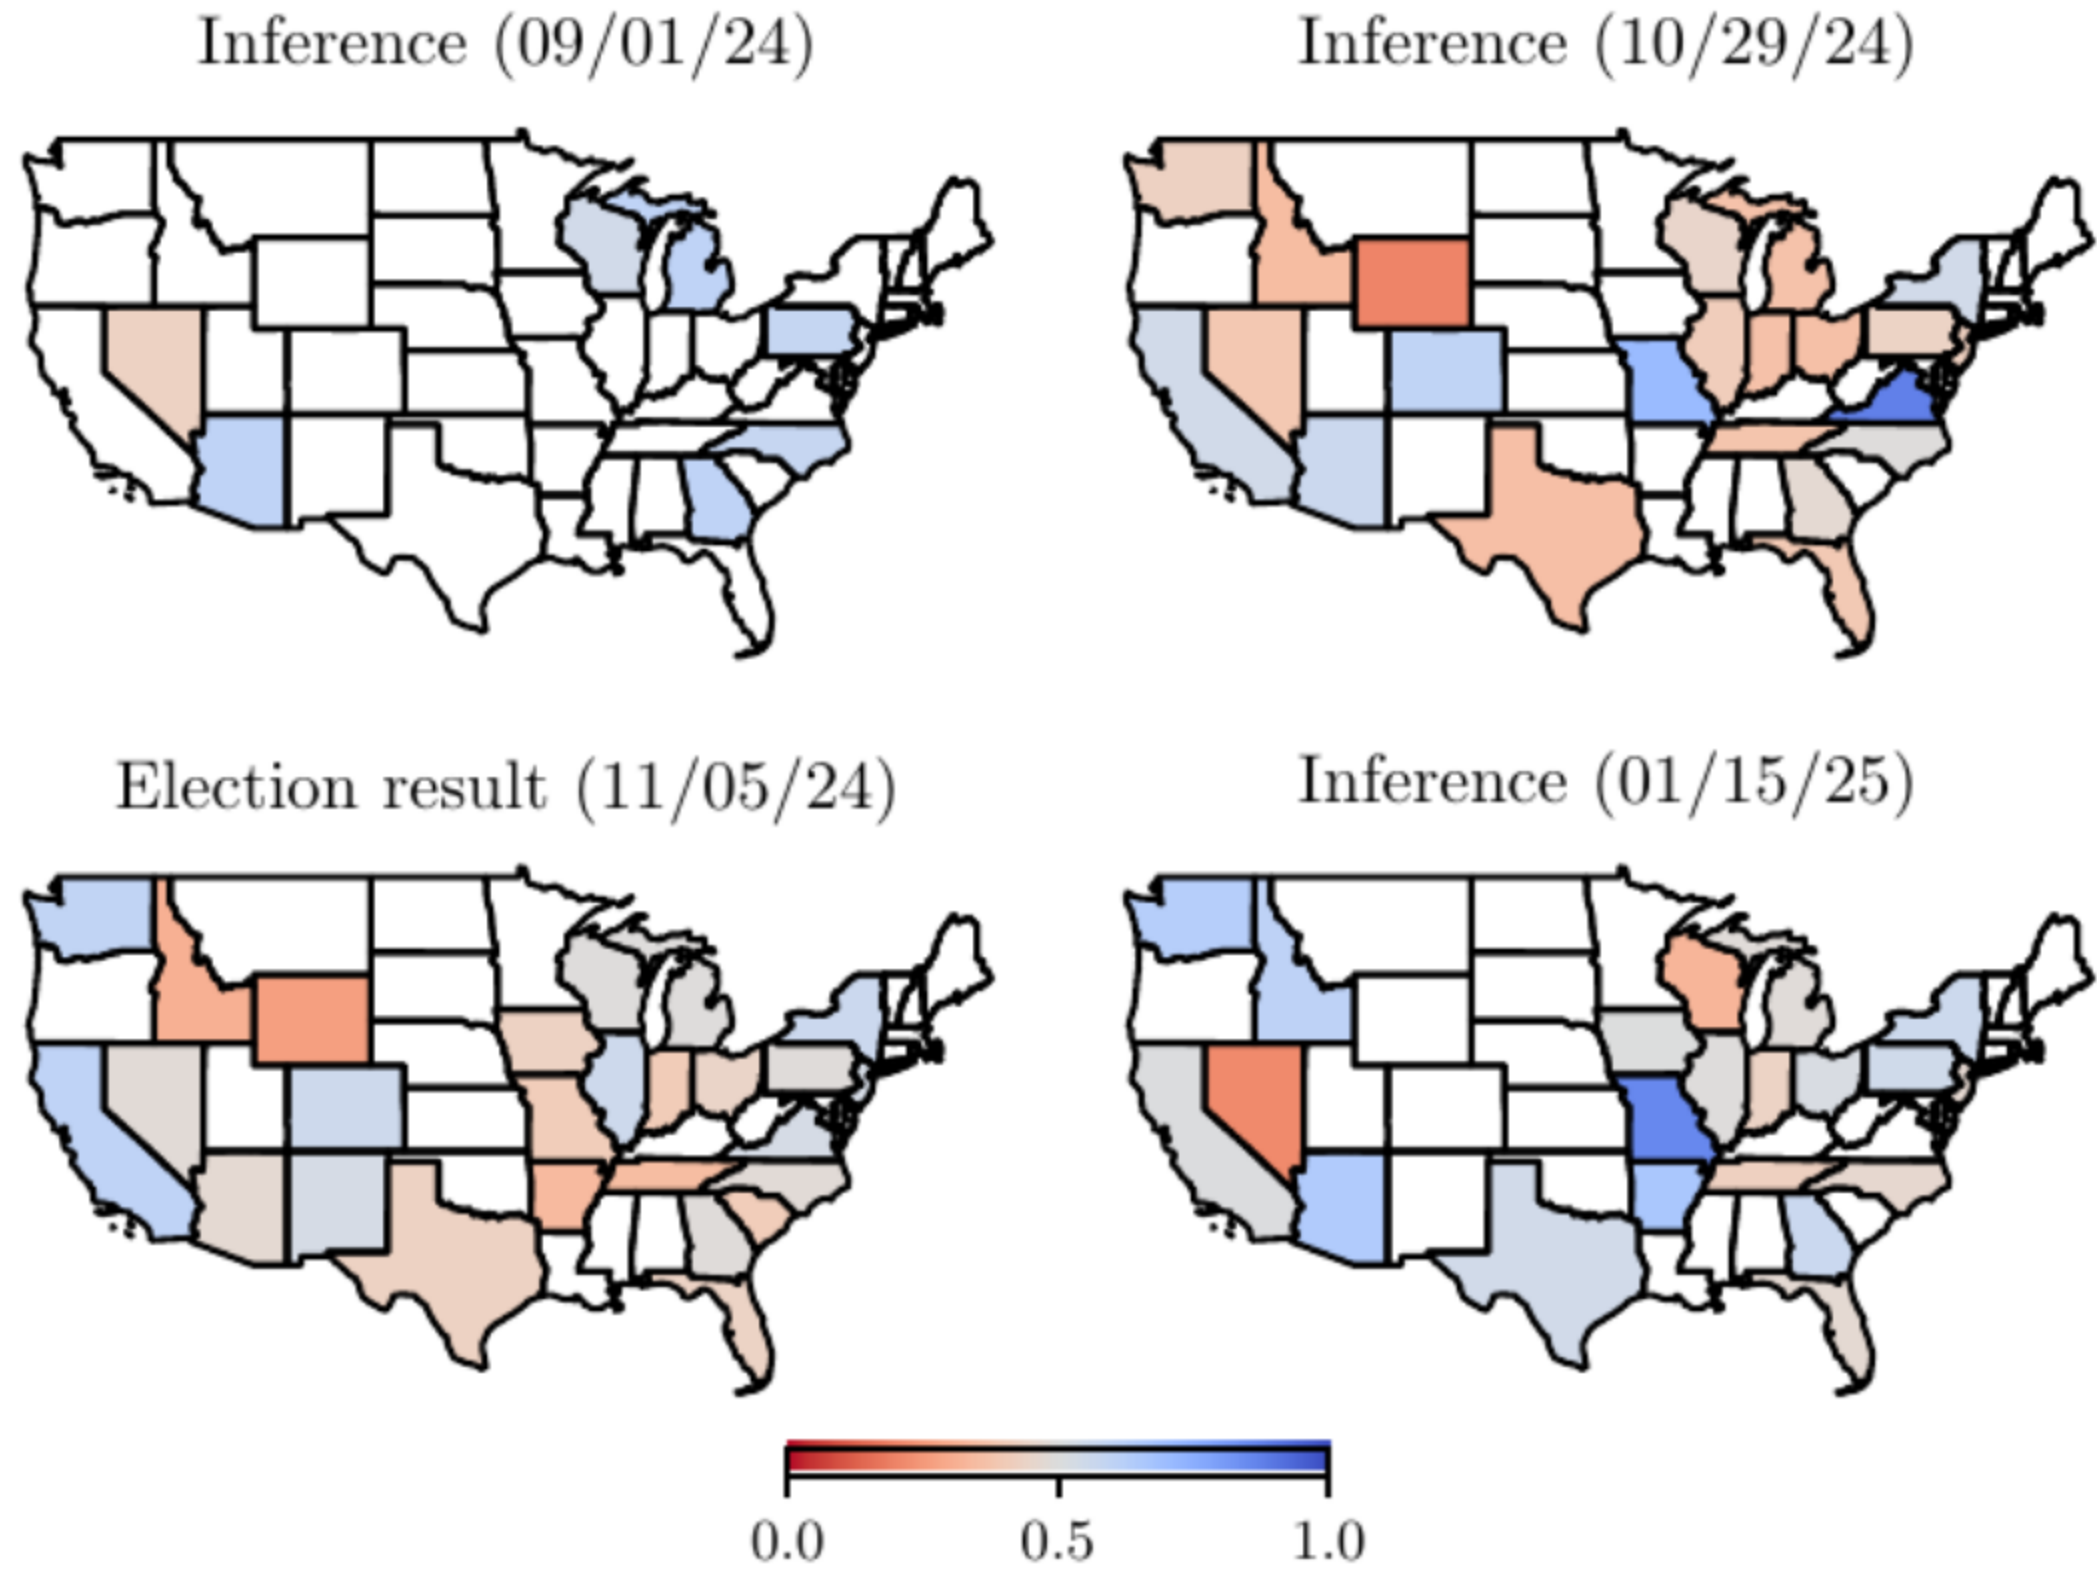 Inference (09/01/24)
Inference (10/29/24)
Election result (11/05/24)
Inference (01/15/25)
0.0
0.5
1.0